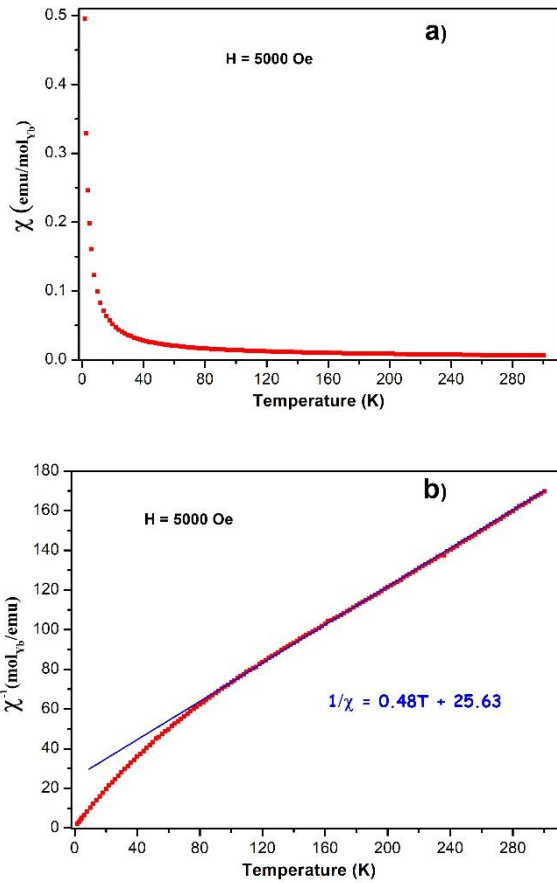 a)
H = 5000 Oe
0.5
0.4
0.3
0.2
0.1
0.0
χ (emu/molYb)
0 40 80 120 160 200 240 280
Temperature (K)
b)
H = 5000 Oe
180
160
140
120
100
80
60
40
20
0
χ-1(molYb/emu)
1/χ = 0.48T + 25.63
0 40 80 120 160 200 240 280
Temperature (K)